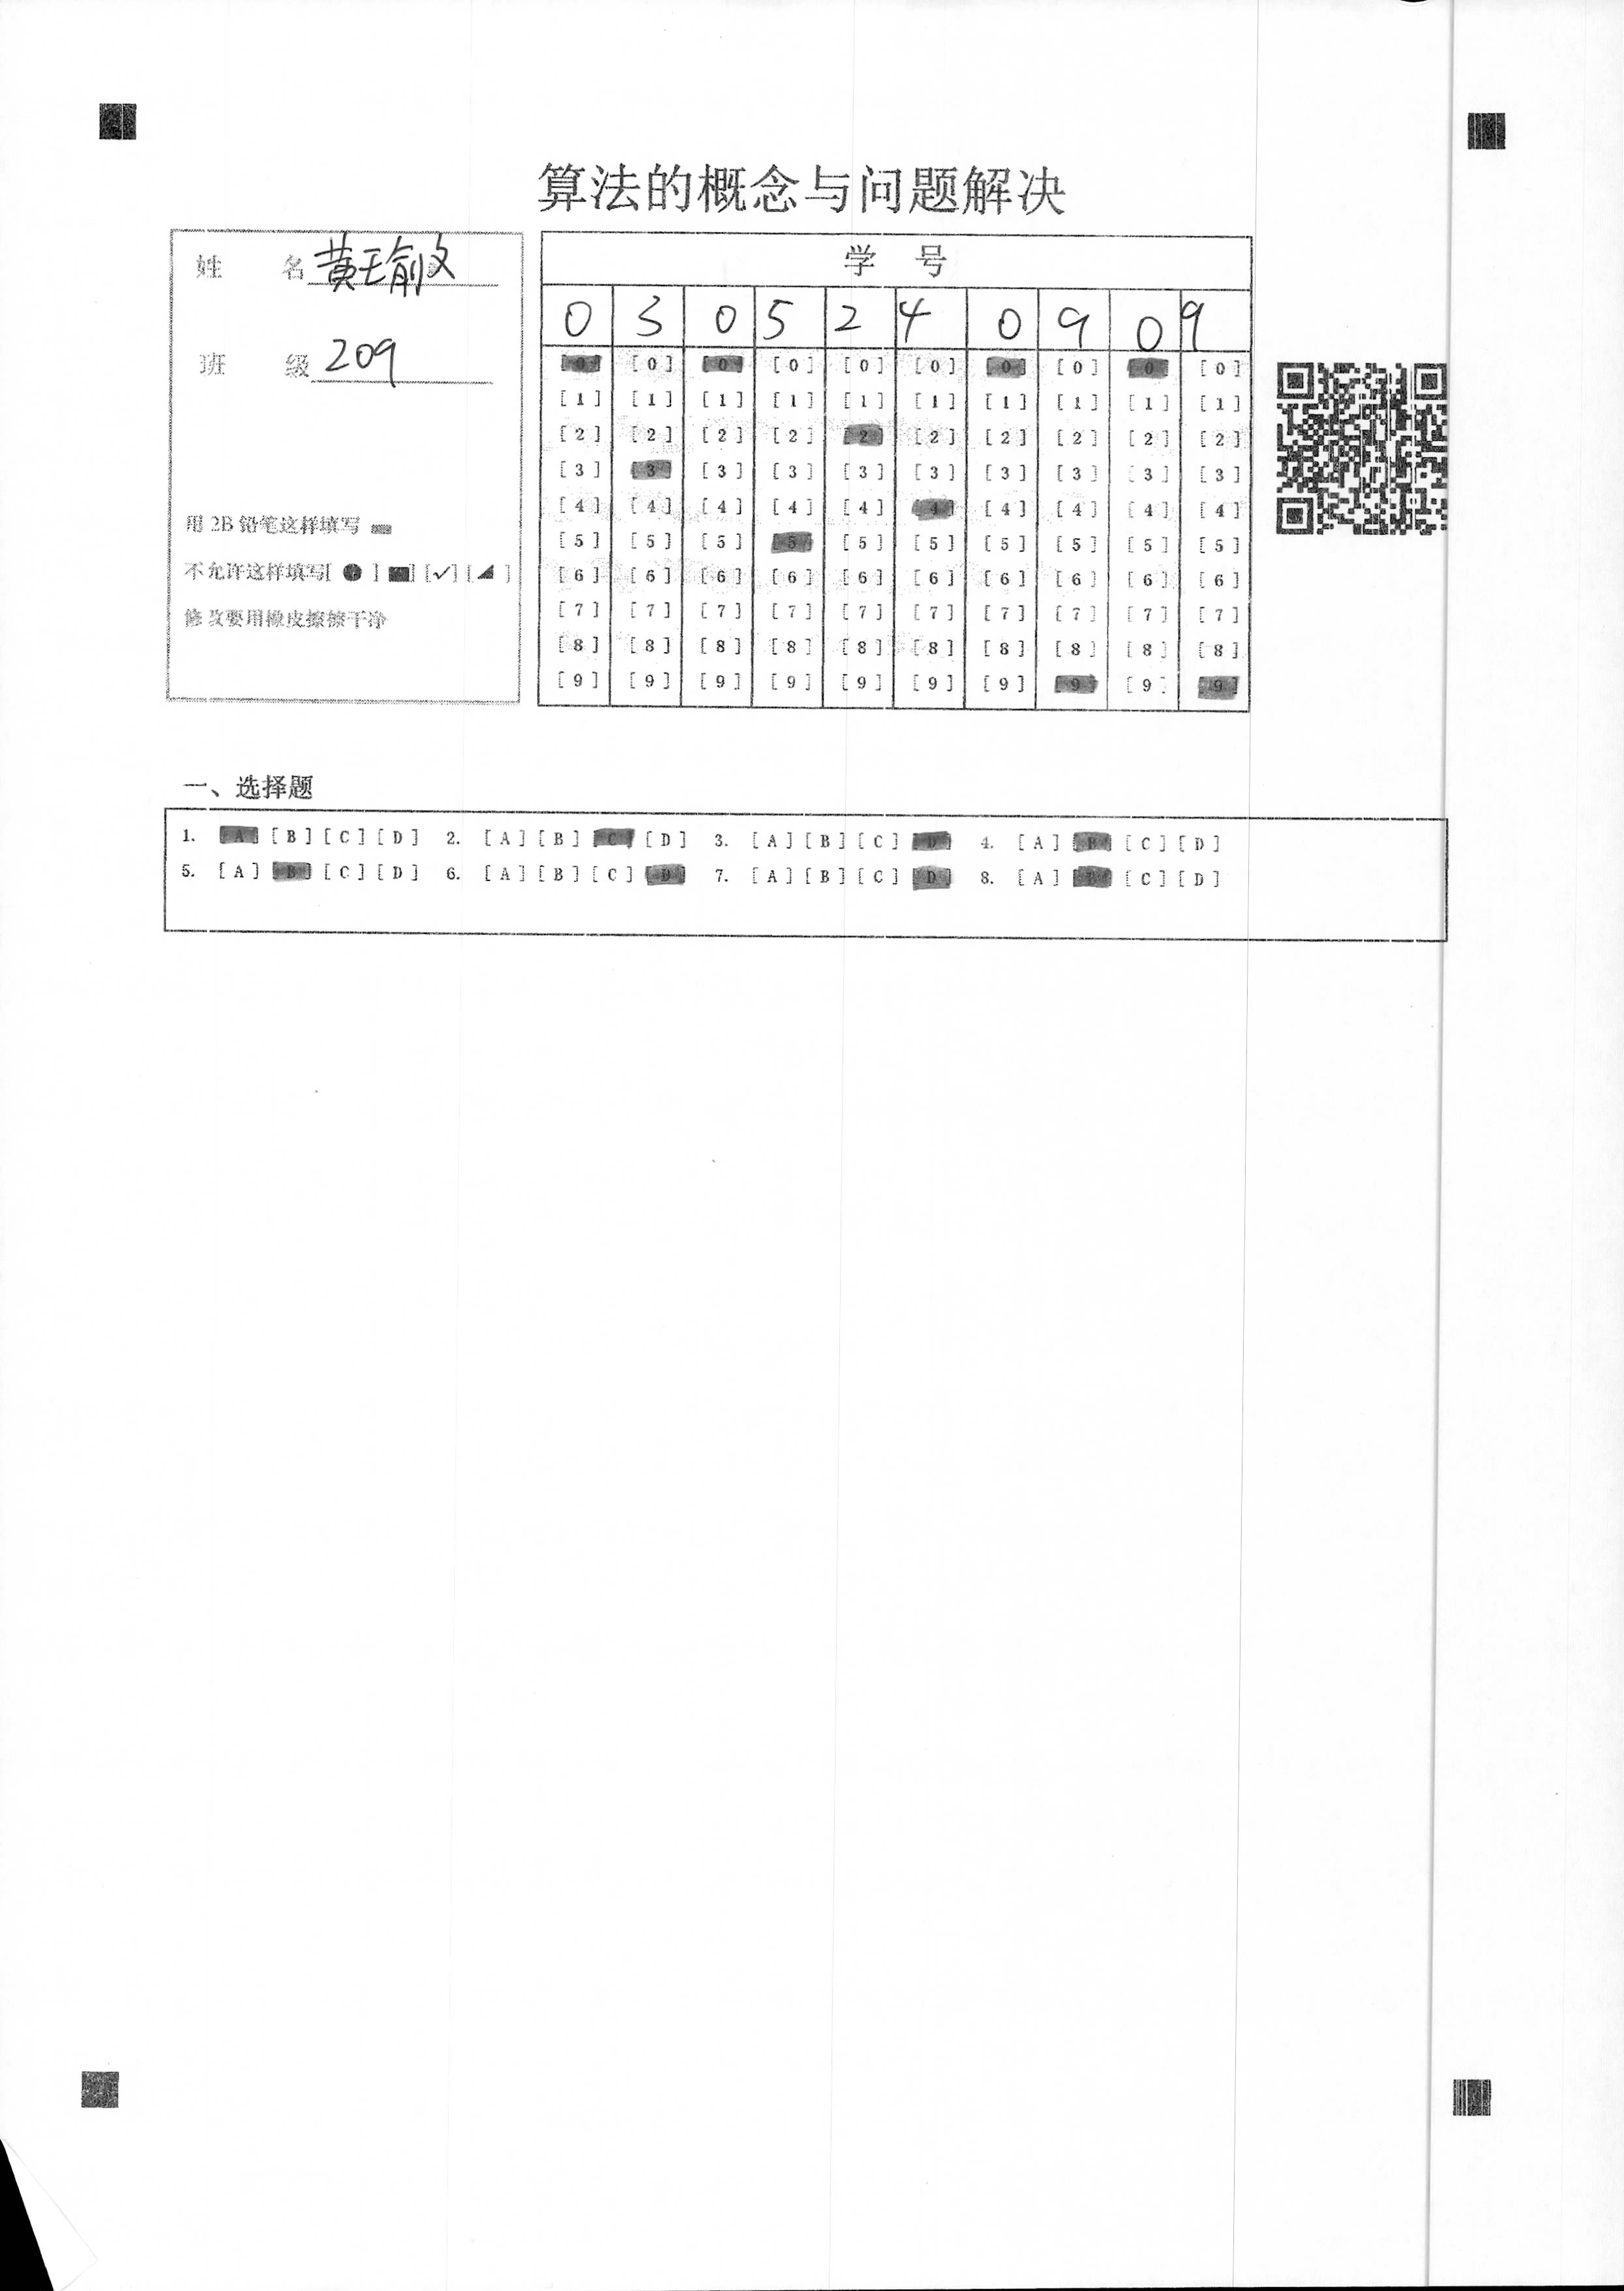 算法的概念与问题解决
姓 名 黄王俞文
班 级 209
用 2B 铅笔这样填写
不允许这样填写[ ● ] ■] [✓] [◢ ]
修改要用橡皮擦擦干净
学 号
0 3 0 5 2 4 0 9 0 9
[0] [0] [0] [0] [0] [0] [0] [0] [0] [0]
[1] [1] [1] [1] [1] [1] [1] [1] [1] [1]
[2] [2] [2] [2] [2] [2] [2] [2] [2] [2]
[3] [3] [3] [3] [3] [3] [3] [3] [3] [3]
[4] [4] [4] [4] [4] [4] [4] [4] [4] [4]
[5] [5] [5] [5] [5] [5] [5] [5] [5] [5]
[6] [6] [6] [6] [6] [6] [6] [6] [6] [6]
[7] [7] [7] [7] [7] [7] [7] [7] [7] [7]
[8] [8] [8] [8] [8] [8] [8] [8] [8] [8]
[9] [9] [9] [9] [9] [9] [9] [9] [9] [9]
一、选择题
1. [A] [B] [C] [D] 2. [A] [B] [C] [D] 3. [A] [B] [C] [D] 4. [A] [B] [C] [D]
5. [A] [B] [C] [D] 6. [A] [B] [C] [D] 7. [A] [B] [C] [D] 8. [A] [B] [C] [D]